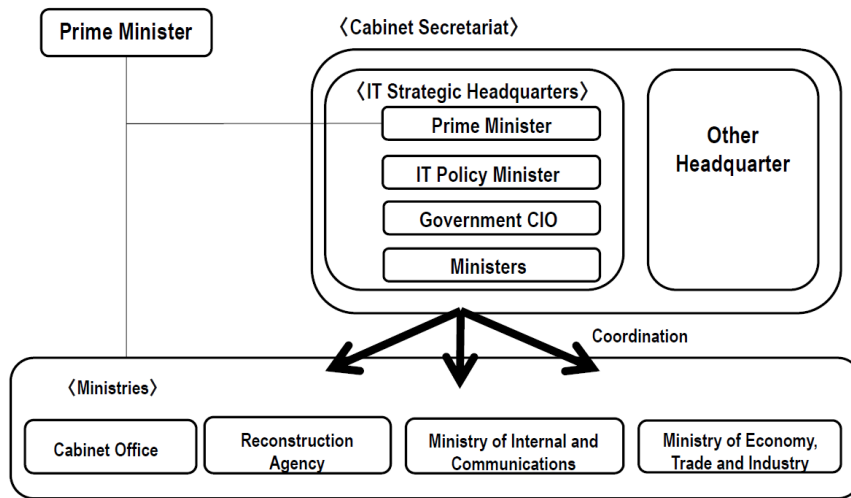 Prime Minister
〈Cabinet Secretariat〉
〈IT Strategic Headquarters〉
Prime Minister
IT Policy Minister
Government CIO
Ministers
Other
Headquarter
Coordination
〈Ministries〉
Cabinet Office
Reconstruction
Agency
Ministry of Internal and
Communications
Ministry of Economy,
Trade and Industry